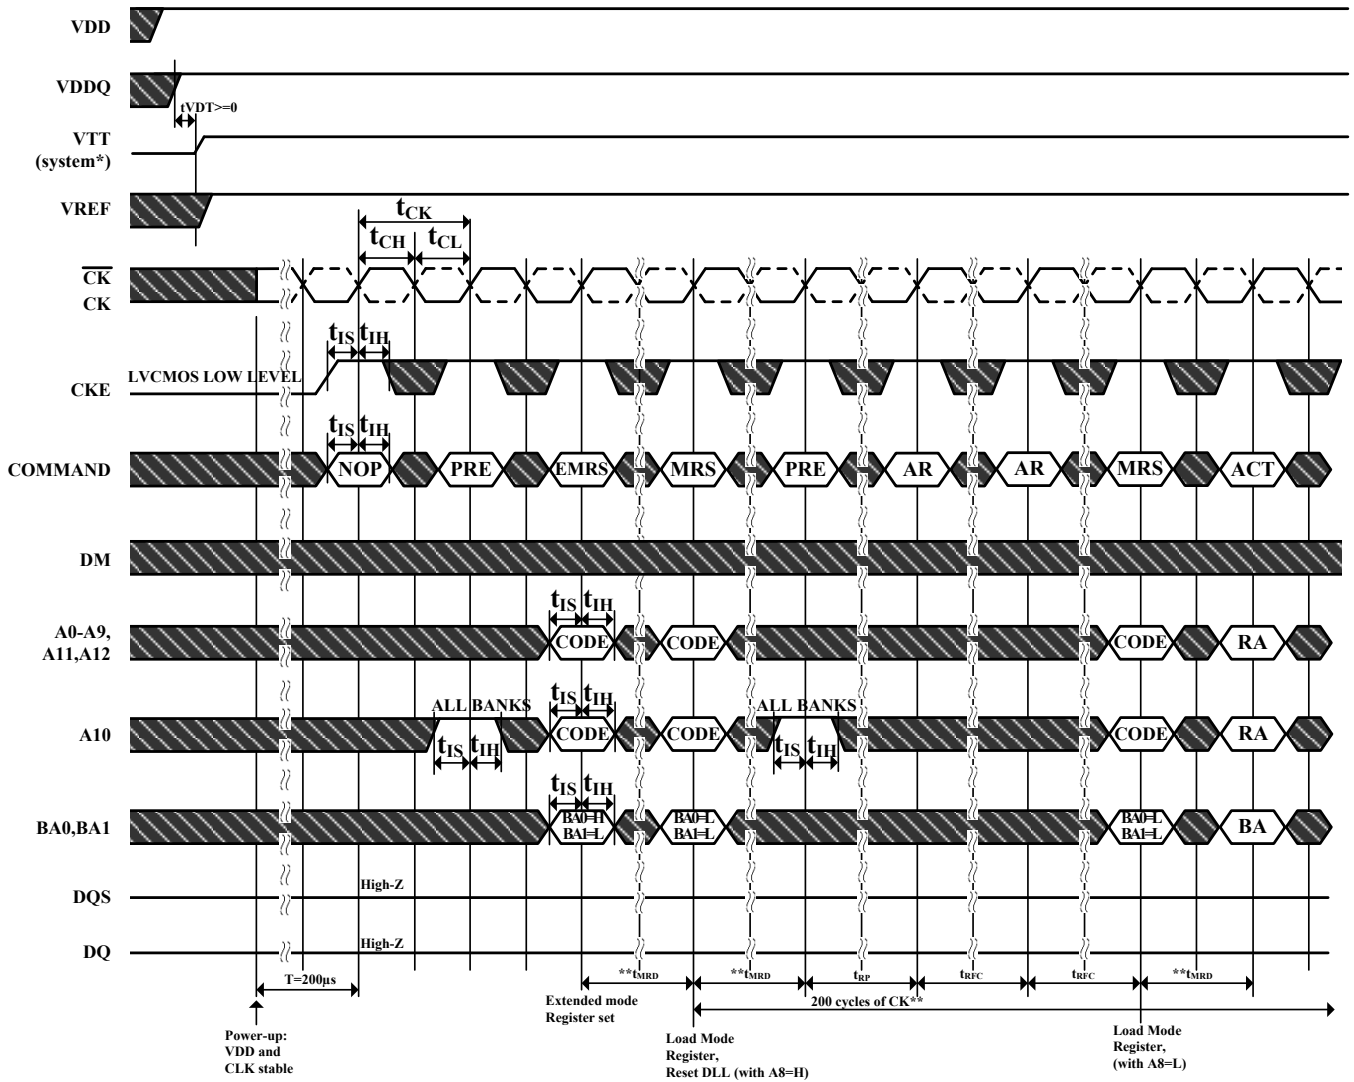 VDD
VDDQ
tVDT>=0
VTT
(system*)
VREF
tCK
tCH tCL
CK
CK
tIS tIH
LVCMOS LOW LEVEL
CKE
tIS tIH
COMMAND NOP PRE EMRS MRS PRE AR AR MRS ACT
DM
tIS tIH
A0-A9,
A11,A12
CODE CODE CODE RA
ALL BANKS tIS tIH ALL BANKS
A10 CODE CODE CODE RA
tIS tIH tIS tIH
tIS tIH
BA0,BA1
BA0=H BA0=L BA0=L
BA1=L BA1=L BA1=L
BA
High-Z
DQS
High-Z
DQ
T=200µs **tMRD **tMRD tRP tRFC tRFC **tMRD
Extended mode
Register set
200 cycles of CK**
Power-up:
VDD and
CLK stable
Load Mode
Register,
Reset DLL (with A8=H)
Load Mode
Register,
(with A8=L)